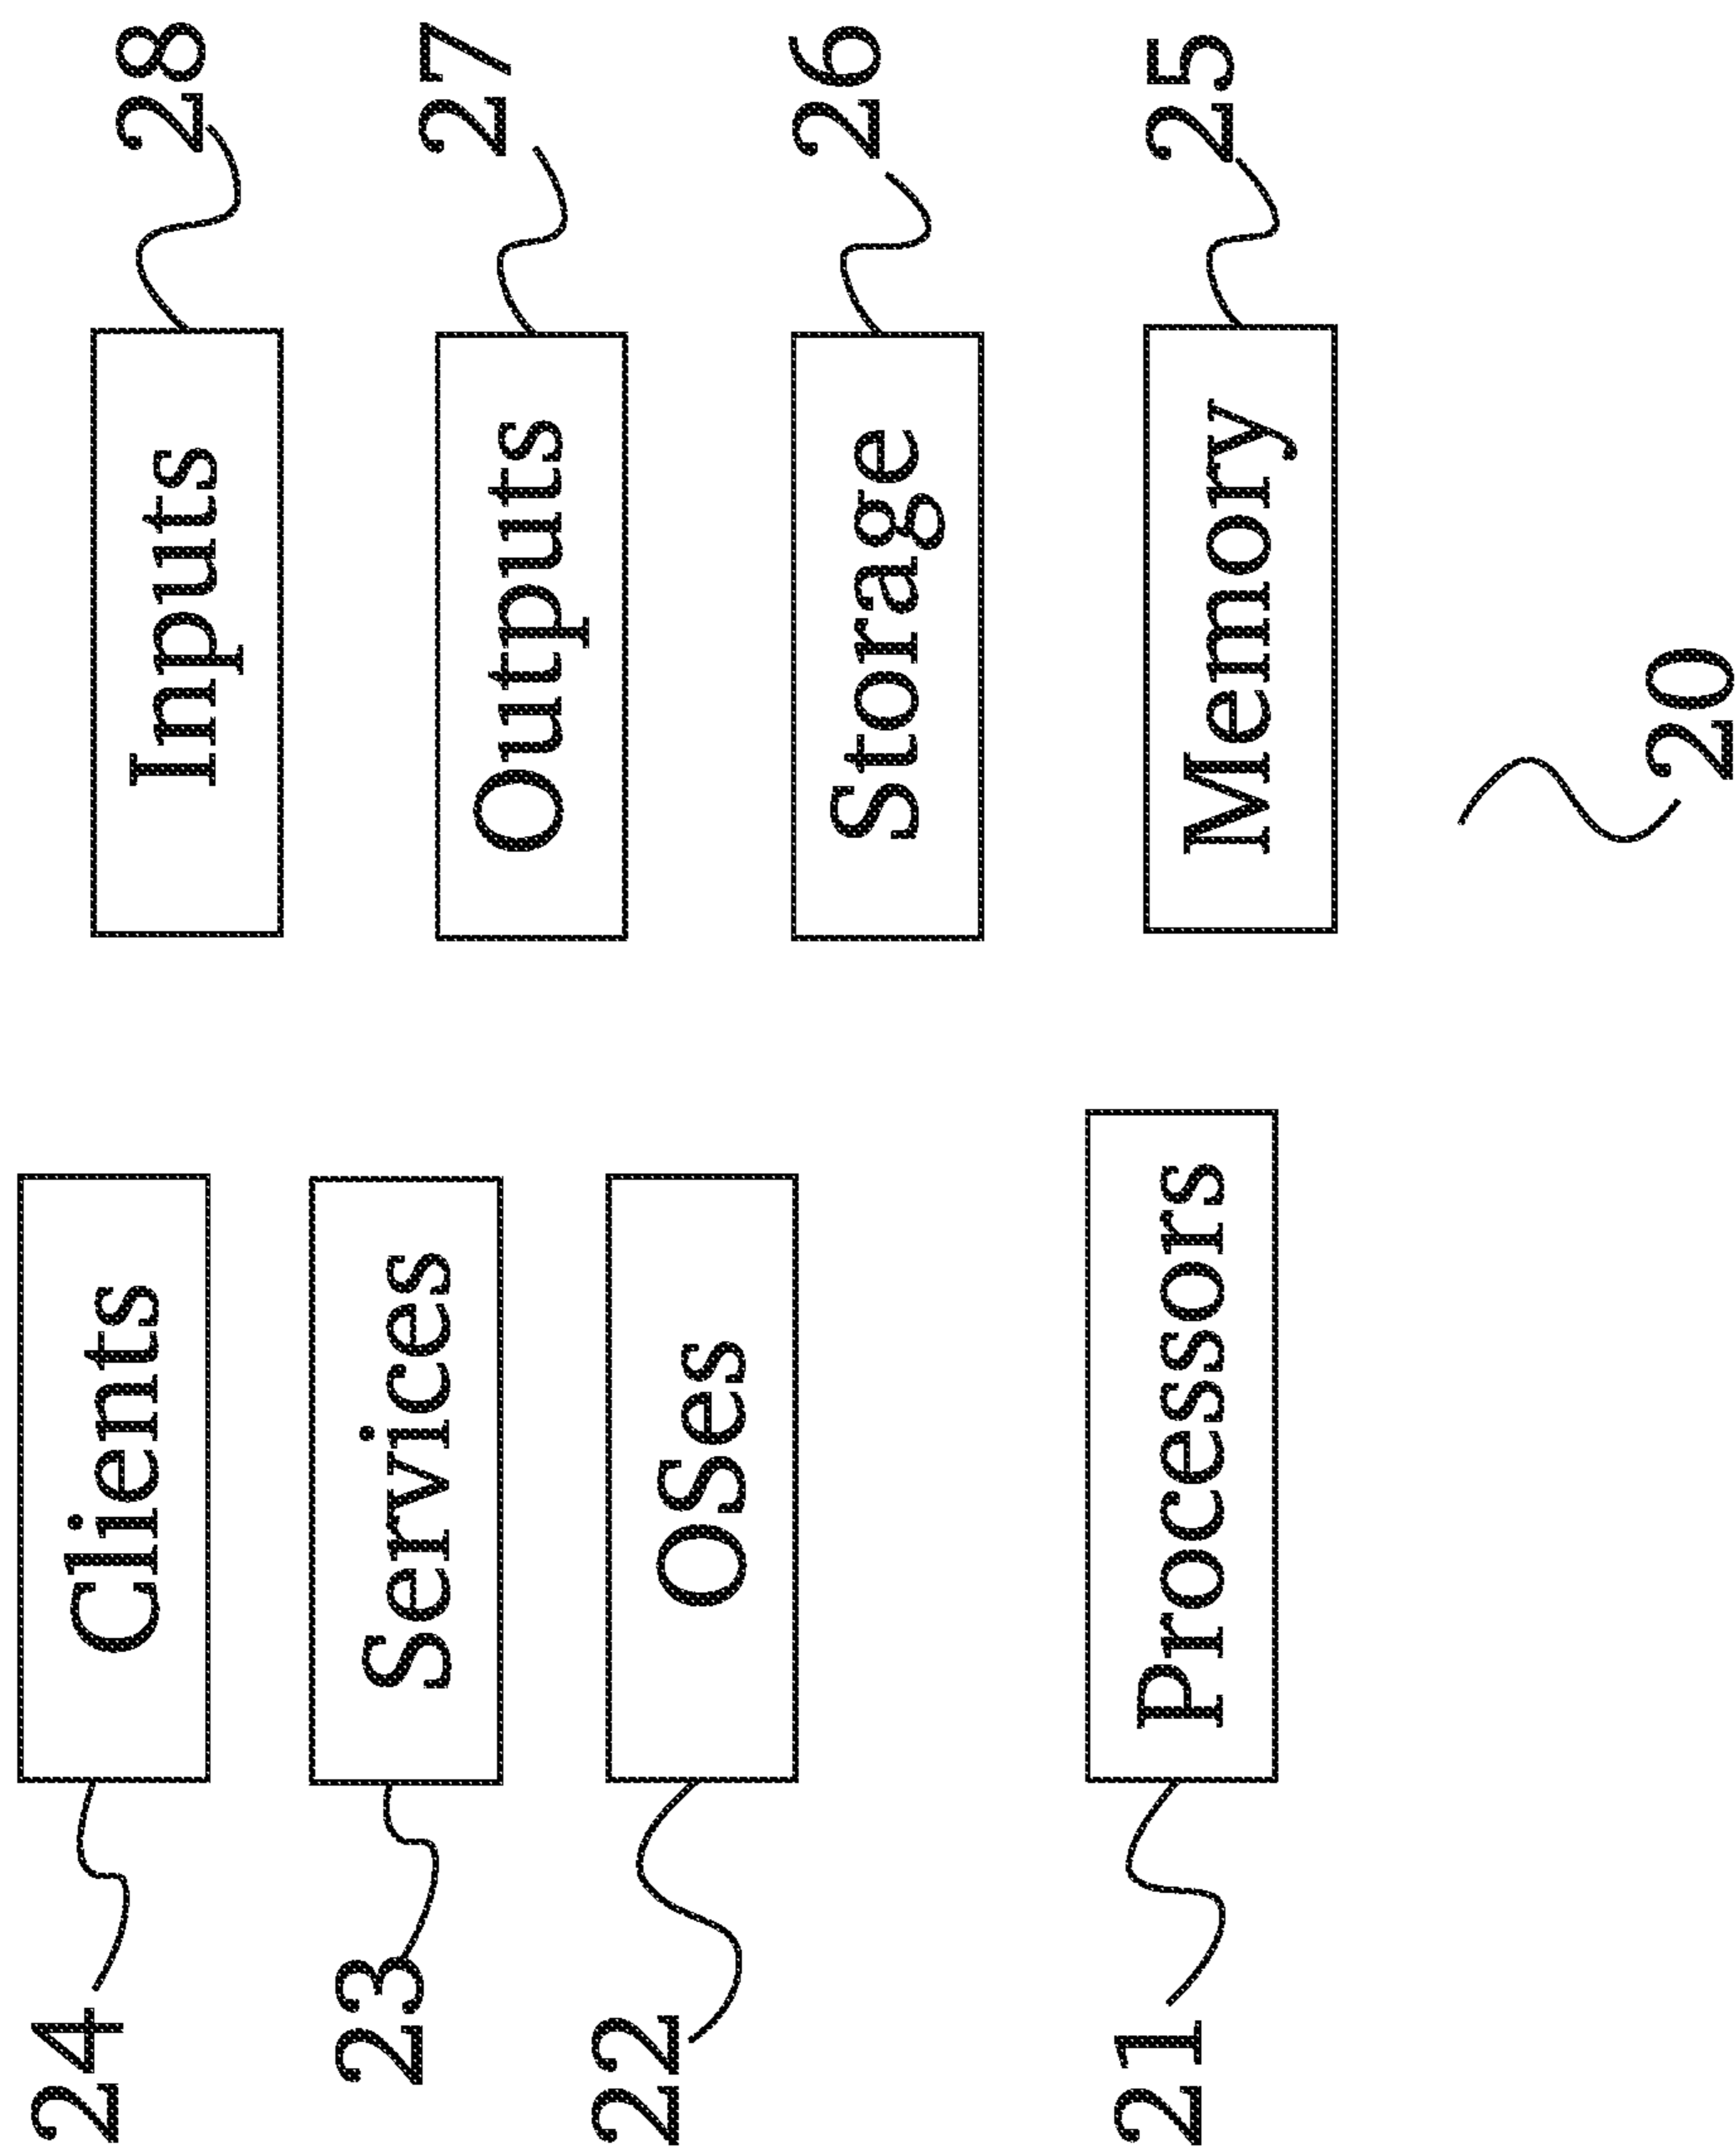 24 Clients Inputs 28
23 Services Outputs 27
22 OSes Storage 26
21 Processors Memory 25
20